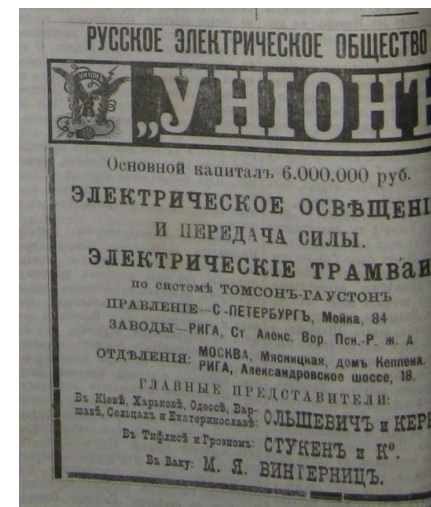 РУССКОЕ ЭЛЕКТРИЧЕСКОЕ ОБЩЕСТВО
„УНІОНЪ
Основной капиталъ 6.000.000 руб.
ЭЛЕКТРИЧЕСКОЕ ОСВѢЩЕНІ
И ПЕРЕДАЧА СИЛЫ.
ЭЛЕКТРИЧЕСКІЕ ТРАМВАИ
по системѣ ТОМСОНЪ-ГАУСТОНЪ
ПРАВЛЕНІЕ—С-ПЕТЕРБУРГЪ, Мойка, 84
ЗАВОДЫ—РИГА, Ст. Алекс. Вор. Пск.-Р. ж. д
ОТДѢЛЕНІЯ: МОСКВА, Мясницкая, домъ Кеппена.
РИГА, Александровское шоссе, 18.
ГЛАВНЫЕ ПРЕДСТАВИТЕЛИ:
Въ Кіевѣ, Харьковѣ, Одессѣ, Вар-
шавѣ, Сольцахъ и Екатеринославѣ: ОЛЬШЕВИЧЪ и КЕР
Въ Тифлисѣ и Грозномъ: СТУКЕНЪ и Ко.
Въ Баку: М. Я. ВИНТЕРНИЦЪ.